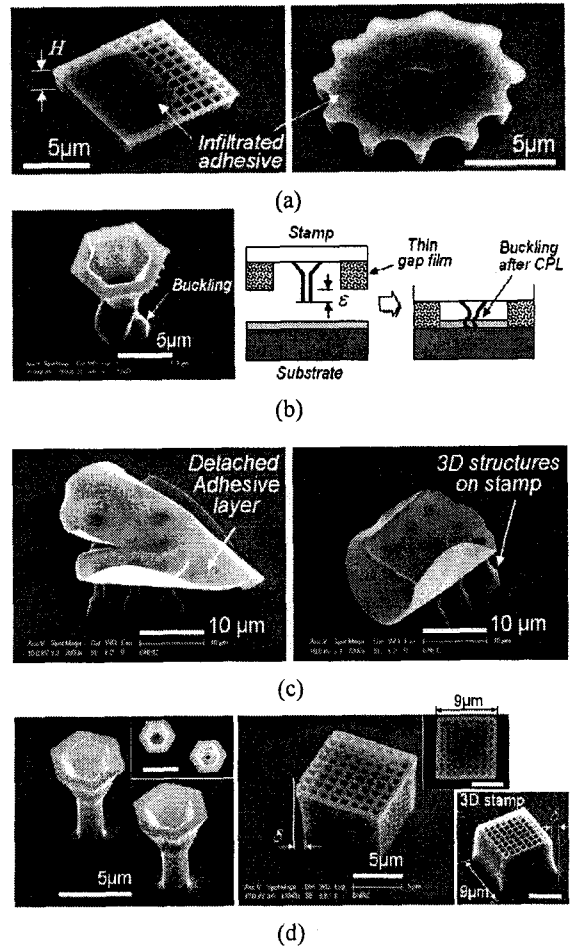 H
Infiltrated
adhesive
5μm
5μm
(a)
Buckling
5μm
Stamp
Thin
gap film
ε
Substrate
Buckling
after CPL
(b)
Detached
Adhesive
layer
10 μm
3D structures
on stamp
10 μm
(c)
5μm
δ
5μm
9μm
3D stamp
9μm
(d)